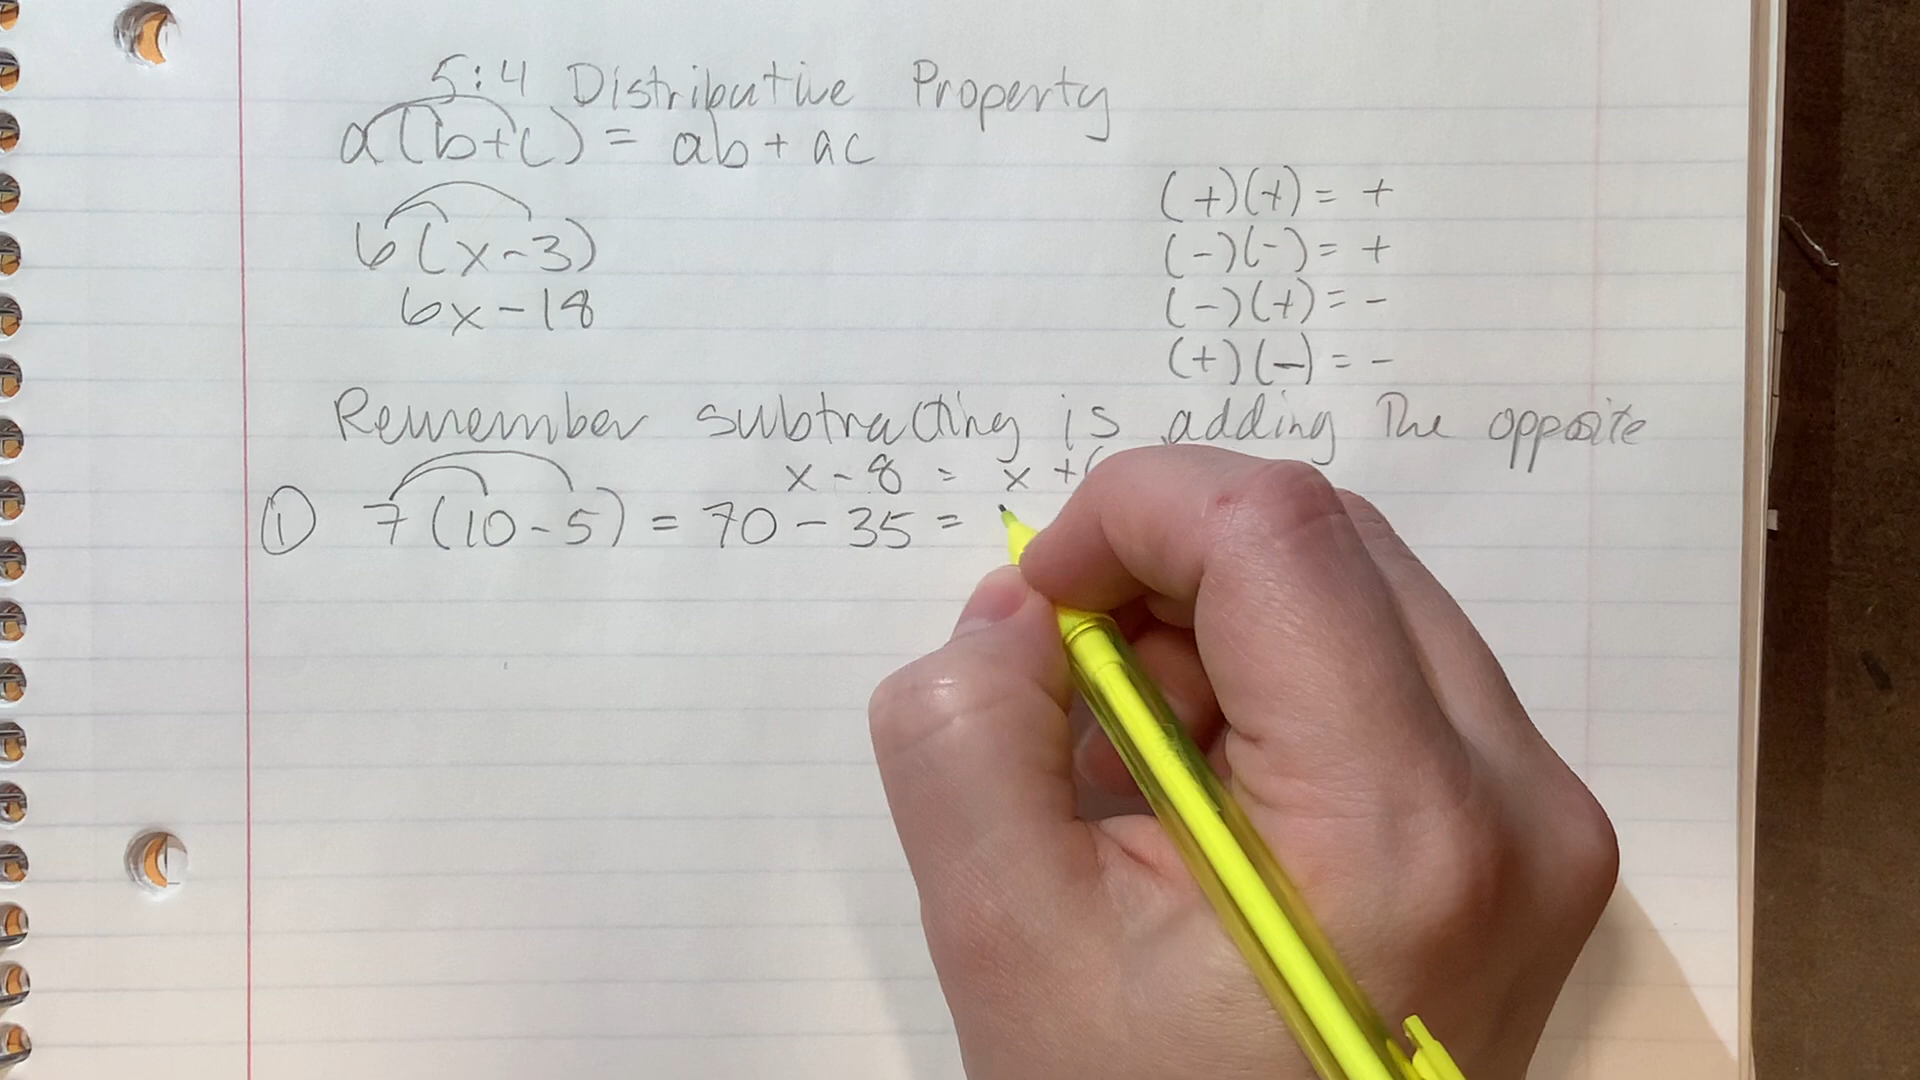 5:4 Distributive Property
a(b+c) = ab + ac
(+)(+) = +
6(x-3)
(-)(-) = +
6x-18
(-)(+) = -
(+)(-) = -
Remember subtracting is adding the opposite
x - 8 = x + (
① 7(10-5) = 70 - 35 =